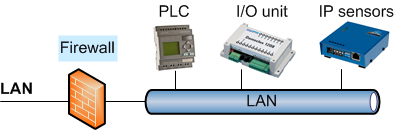 PLC
I/O unit
IP sensors
Firewall
LAN
LAN